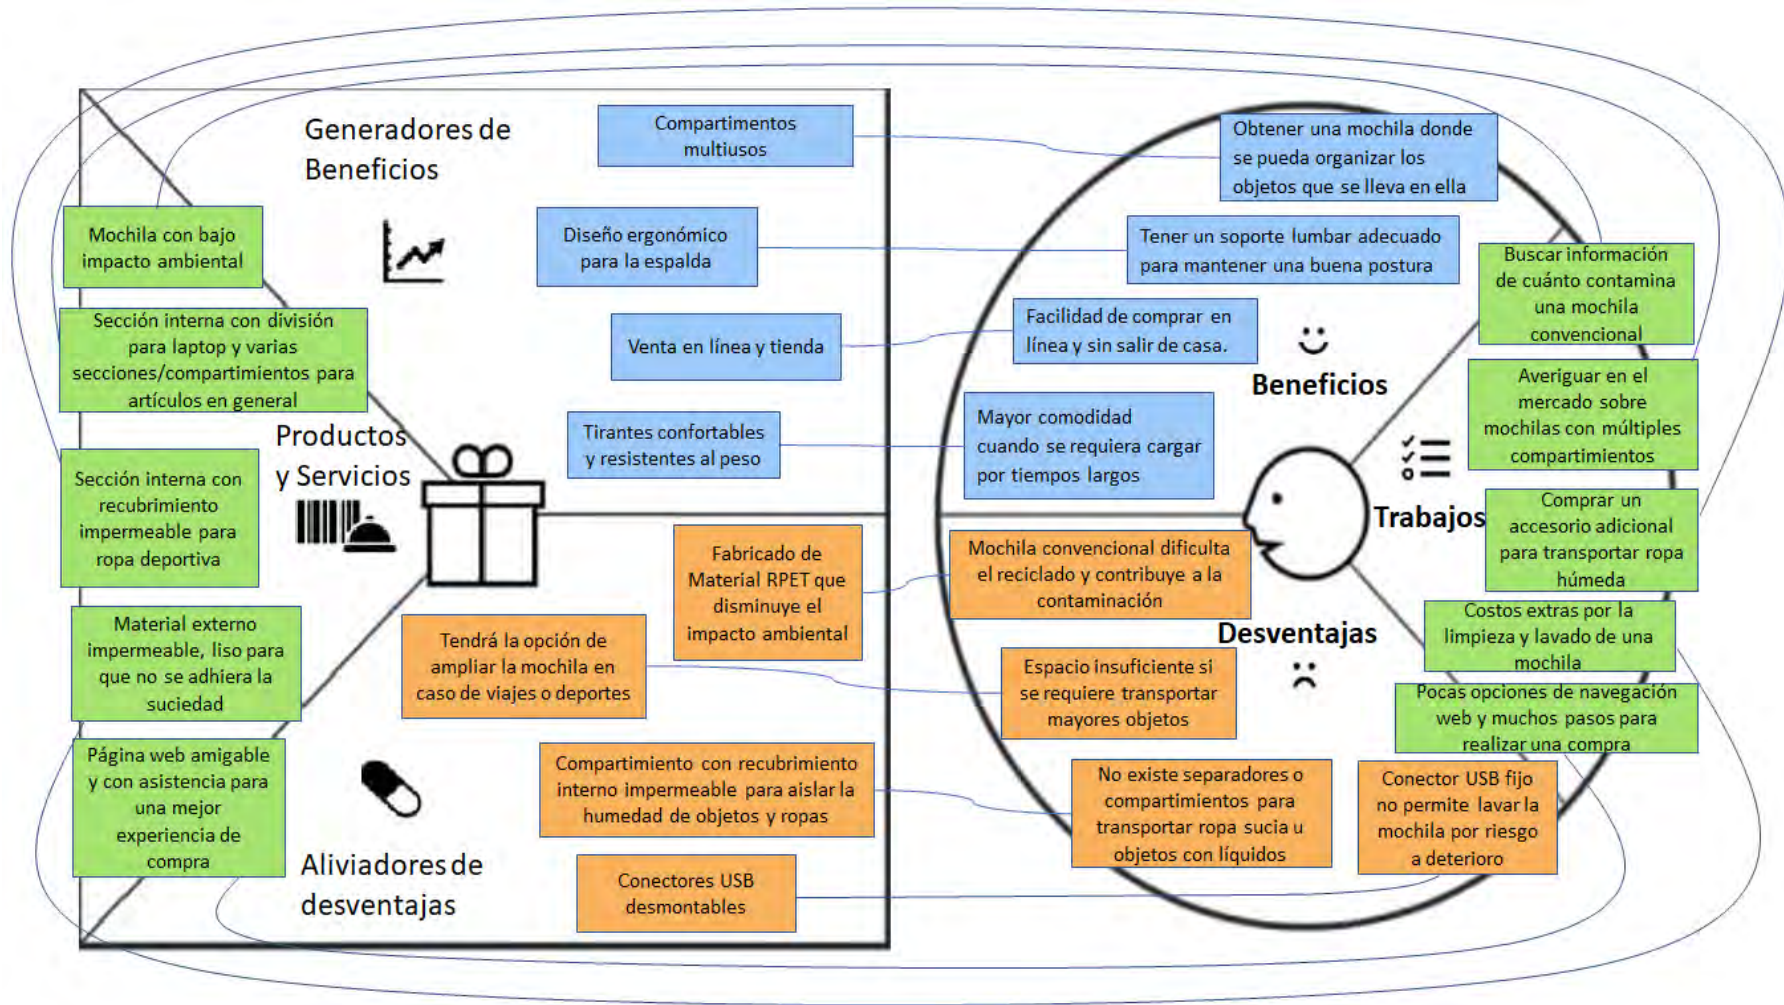 Generadores de
Beneficios
Compartimentos
multiusos
Diseño ergonómico
para la espalda
Venta en línea y tienda
Tirantes confortables
y resistentes al peso
Mochila con bajo
impacto ambiental
Sección interna con división
para laptop y varias
secciones/compartimientos para
artículos en general
Productos
y Servicios
Sección interna con
recubrimiento
impermeable para
ropa deportiva
Material externo
impermeable, liso para
que no se adhiera la
suciedad
Página web amigable
y con asistencia para
una mejor
experiencia de
compra
Fabricado de
Material RPET que
disminuye el
impacto ambiental
Tendrá la opción de
ampliar la mochila en
caso de viajes o deportes
Compartimiento con recubrimiento
interno impermeable para aislar la
humedad de objetos y ropas
Aliviadores de
desventajas
Conectores USB
desmontables
Obtener una mochila donde
se pueda organizar los
objetos que se lleva en ella
Tener un soporte lumbar adecuado
para mantener una buena postura
Facilidad de comprar en
línea y sin salir de casa.
Beneficios
Mayor comodidad
cuando se requiera cargar
por tiempos largos
Buscar información
de cuánto contamina
una mochila
convencional
Averiguar en el
mercado sobre
mochilas con múltiples
compartimientos
Trabajos
Comprar un
accesorio adicional
para transportar ropa
húmeda
Costos extras por la
limpieza y lavado de una
mochila
Pocas opciones de navegación
web y muchos pasos para
realizar una compra
Mochila convencional dificulta
el reciclado y contribuye a la
contaminación
Desventajas
Espacio insuficiente si
se requiere transportar
mayores objetos
No existe separadores o
compartimientos para
transportar ropa sucia u
objetos con líquidos
Conector USB fijo
no permite lavar la
mochila por riesgo
a deterioro